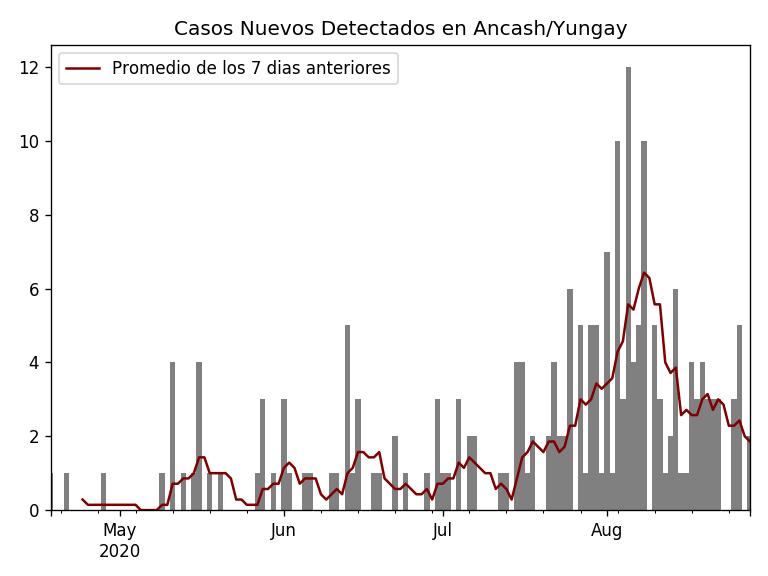 Casos Nuevos Detectados en Ancash/Yungay
Promedio de los 7 dias anteriores
12
10
8
6
4
2
0
May
2020
Jun
Jul
Aug